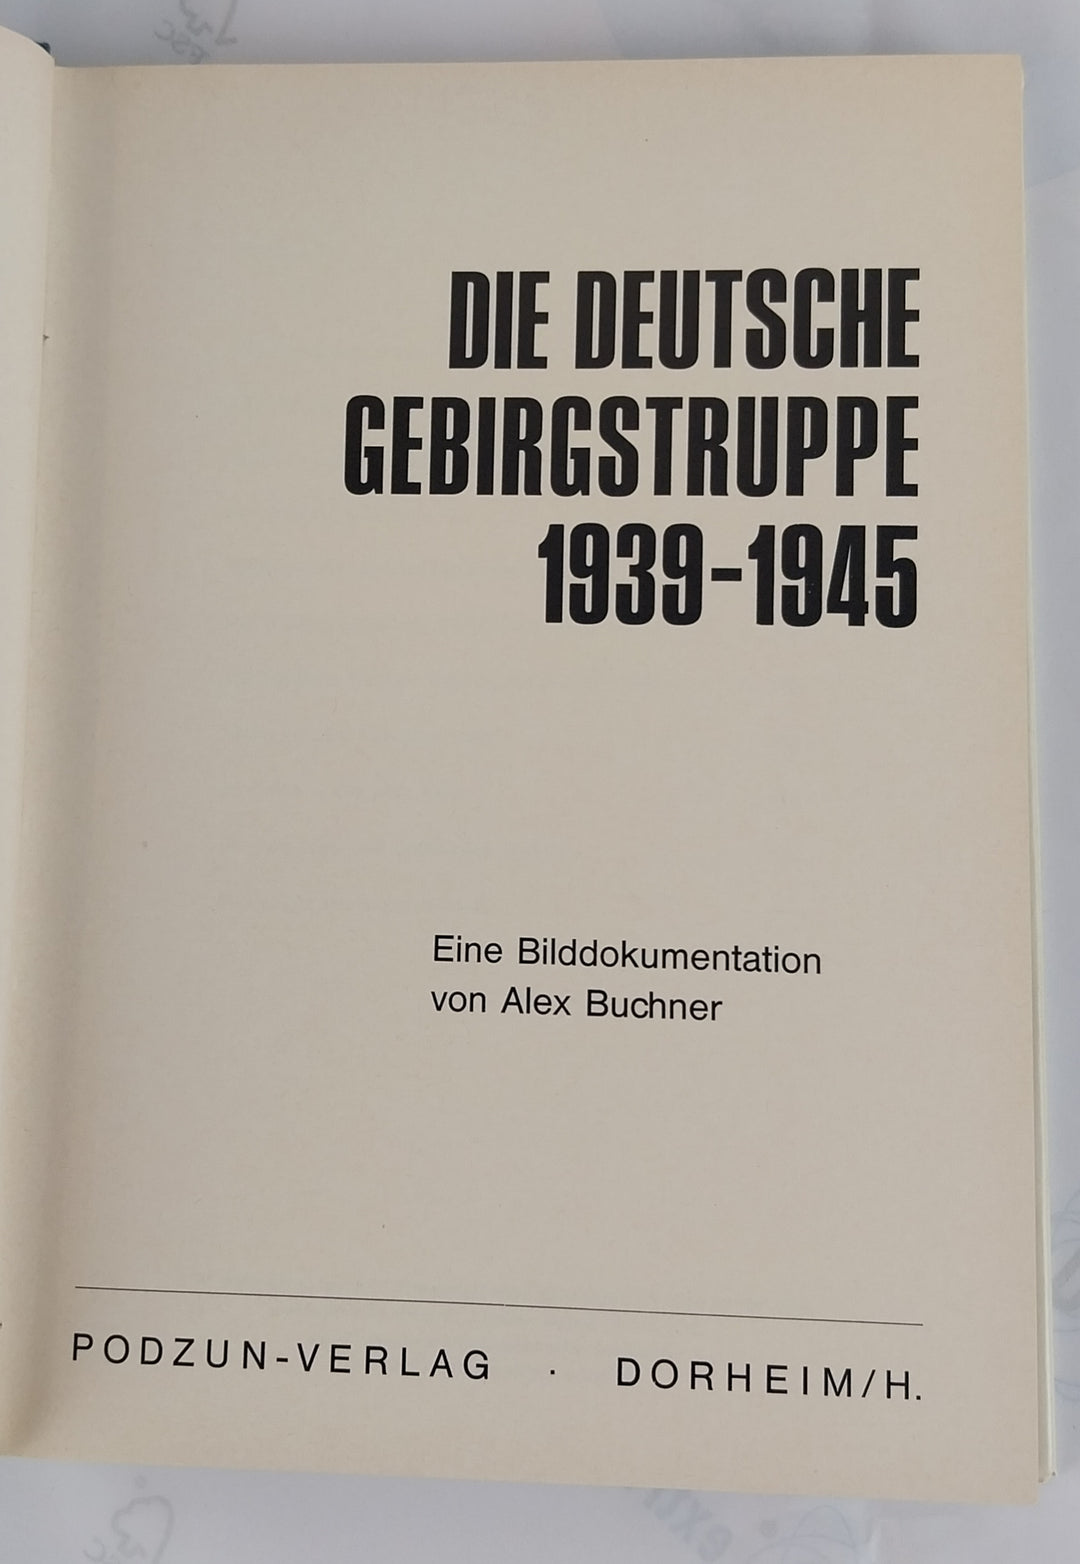 DIE DEUTSCHE
GEBIRGSTRUPPE
1939-1945
Eine Bilddokumentation
von Alex Buchner
PODZUN-VERLAG · DORHEIM/H.